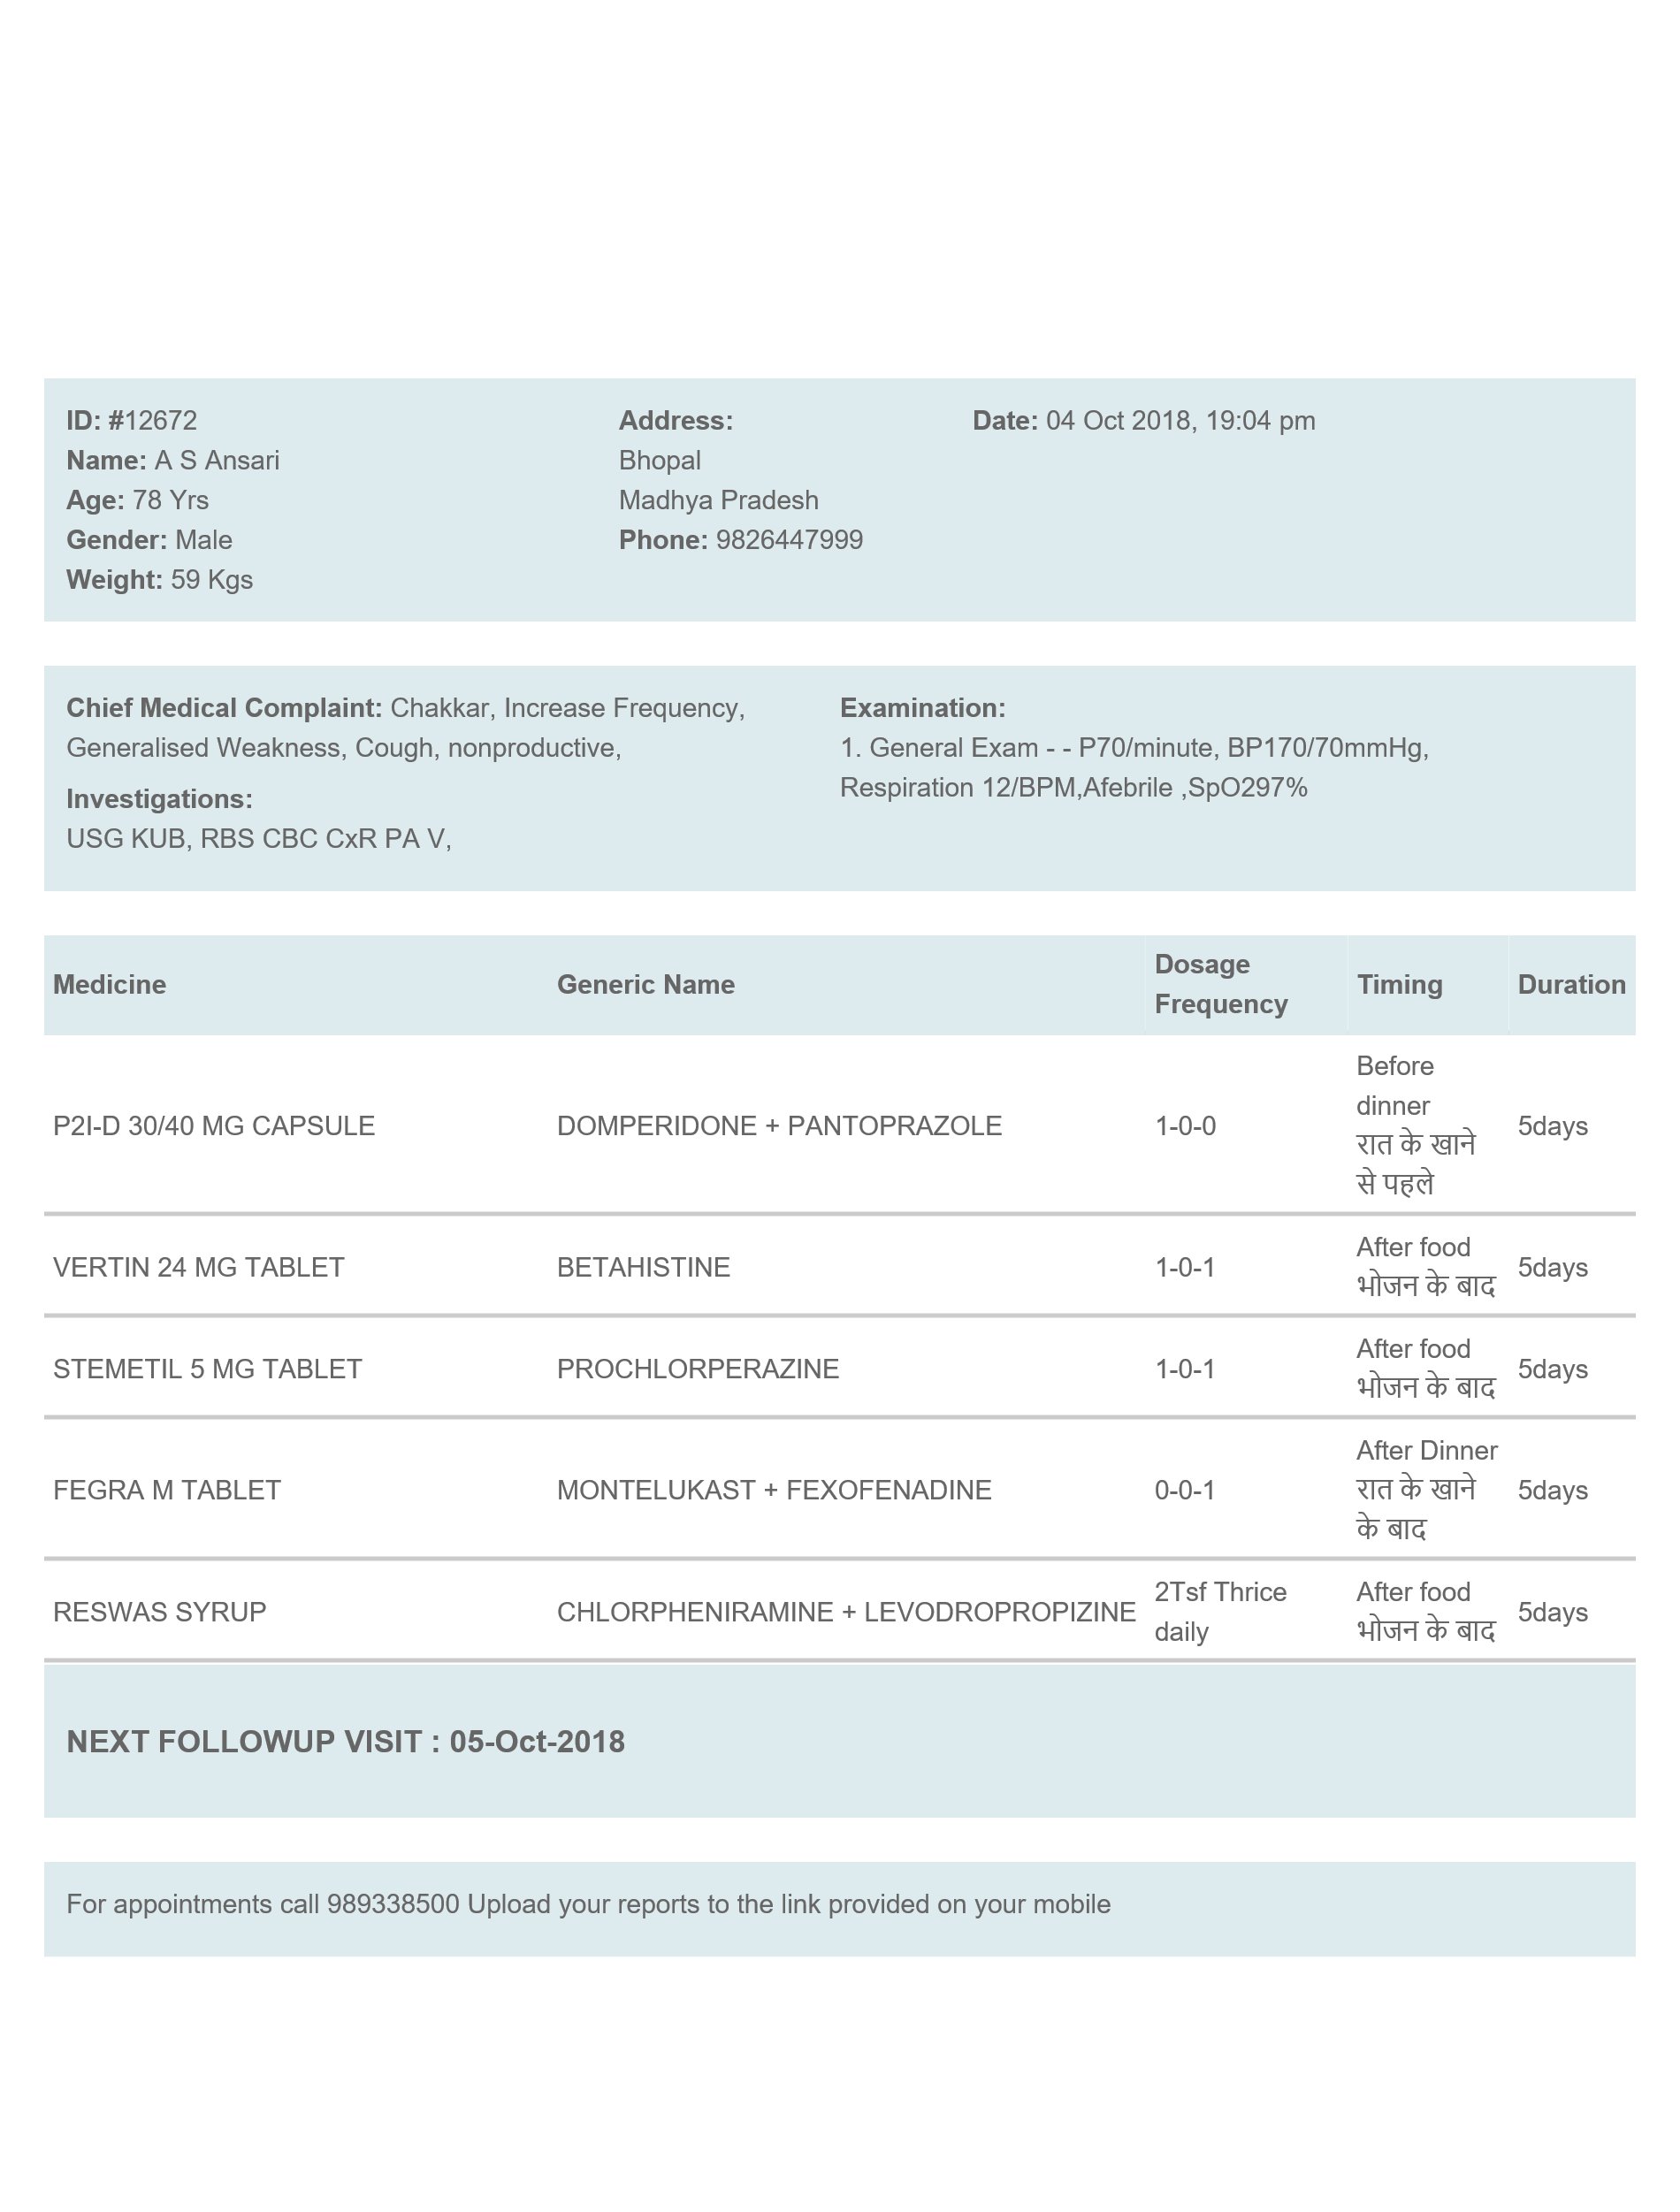 ID: #12672
Name: A S Ansari
Age: 78 Yrs
Gender: Male
Weight: 59 Kgs
Address:
Bhopal
Madhya Pradesh
Phone: 9826447999
Date: 04 Oct 2018, 19:04 pm
Chief Medical Complaint: Chakkar, Increase Frequency,
Generalised Weakness, Cough, nonproductive,
Investigations:
USG KUB, RBS CBC CxR PA V,
Examination:
1. General Exam - - P70/minute, BP170/70mmHg,
Respiration 12/BPM,Afebrile ,SpO297%
Medicine
Generic Name
Dosage
Frequency
Timing
Duration
P2I-D 30/40 MG CAPSULE
DOMPERIDONE + PANTOPRAZOLE
1-0-0
Before
dinner
रात के खाने
से पहले
5days
VERTIN 24 MG TABLET
BETAHISTINE
1-0-1
After food
भोजन के बाद
5days
STEMETIL 5 MG TABLET
PROCHLORPERAZINE
1-0-1
After food
भोजन के बाद
5days
FEGRA M TABLET
MONTELUKAST + FEXOFENADINE
0-0-1
After Dinner
रात के खाने
के बाद
5days
RESWAS SYRUP
CHLORPHENIRAMINE + LEVODROPROPIZINE
2Tsf Thrice
daily
After food
भोजन के बाद
5days
NEXT FOLLOWUP VISIT : 05-Oct-2018
For appointments call 989338500 Upload your reports to the link provided on your mobile